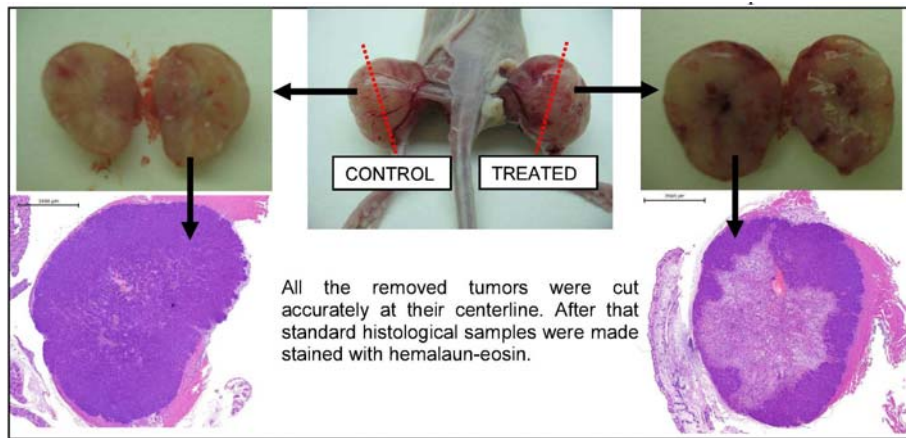 CONTROL
TREATED
All the removed tumors were cut
accurately at their centerline. After that
standard histological samples were made
stained with hemalaun-eosin.